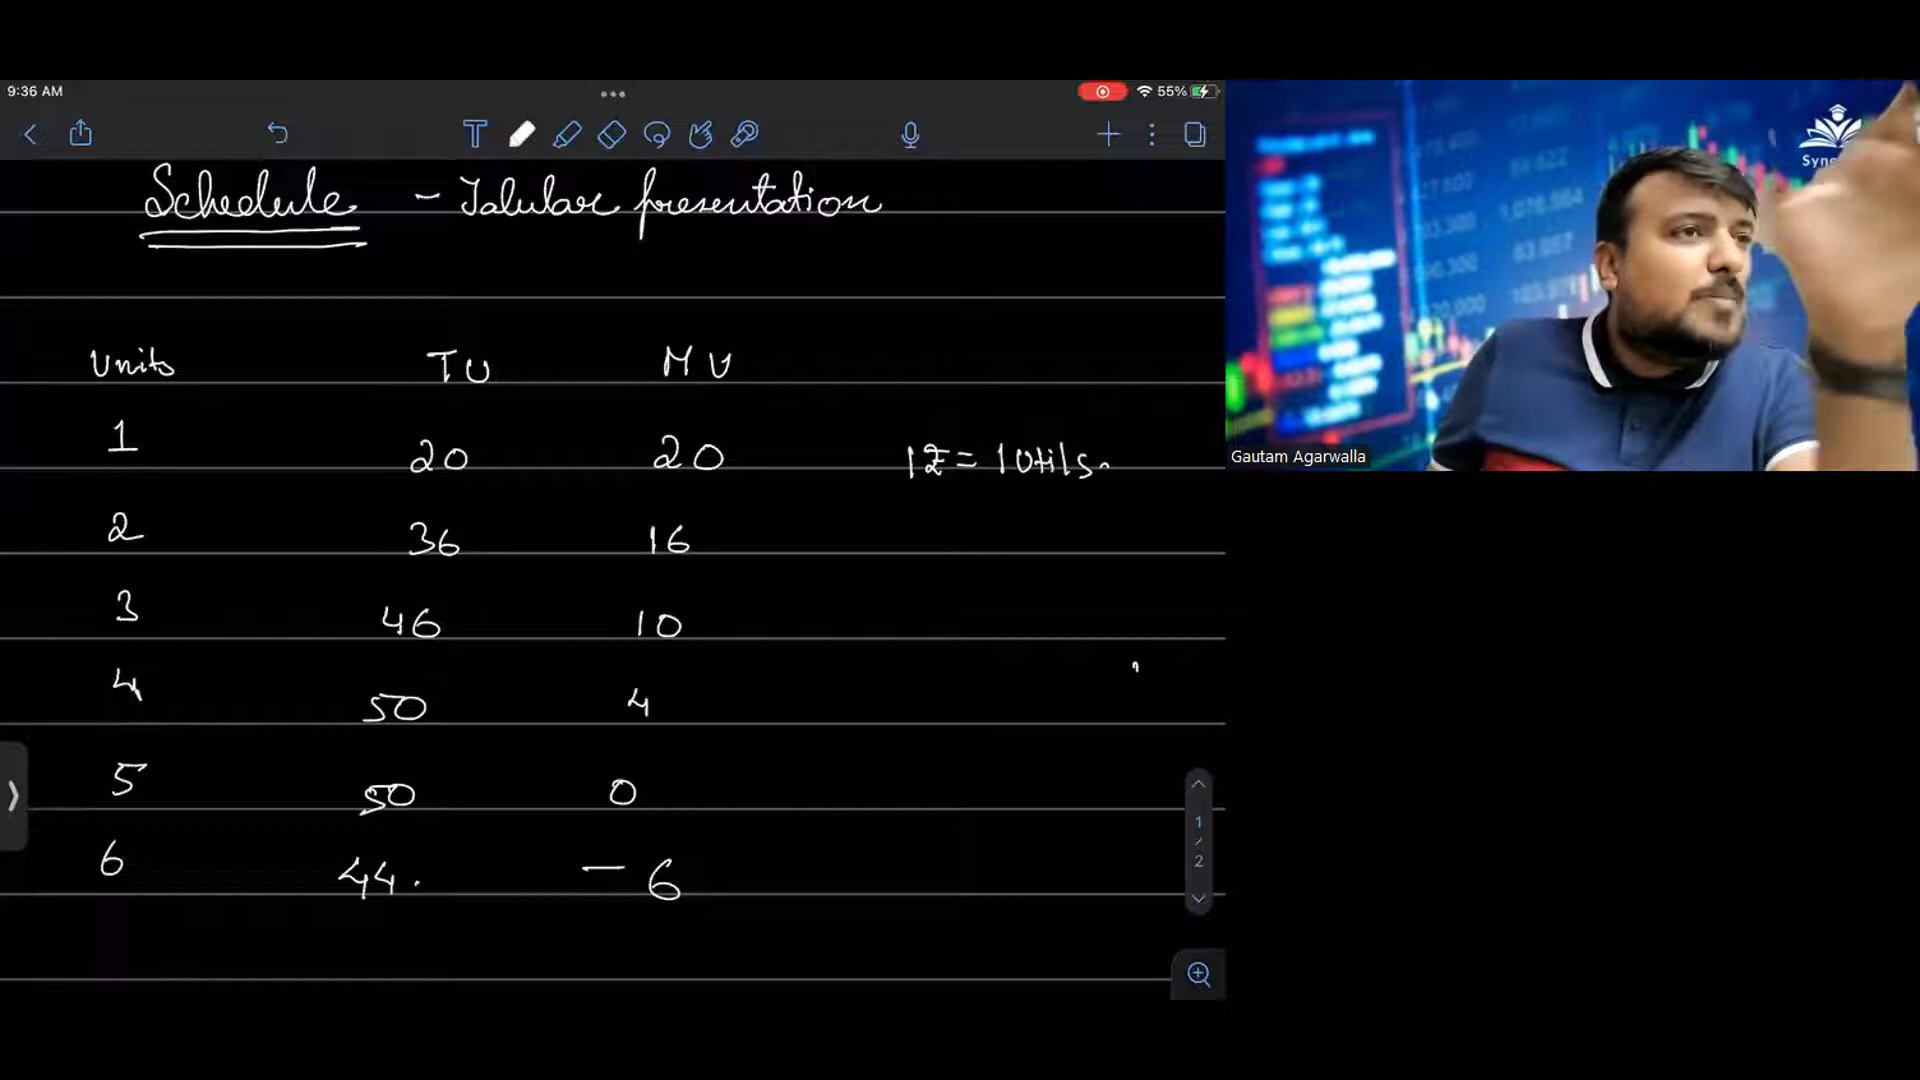 9:36 AM
55%
Schedule - Tabular presentation
Units TU MU
1 20 20 1₹ = 1 Utils.
2 36 16
3 46 10
4 50 4
5 50 0
6 44. - 6
1
2
Gautam Agarwalla